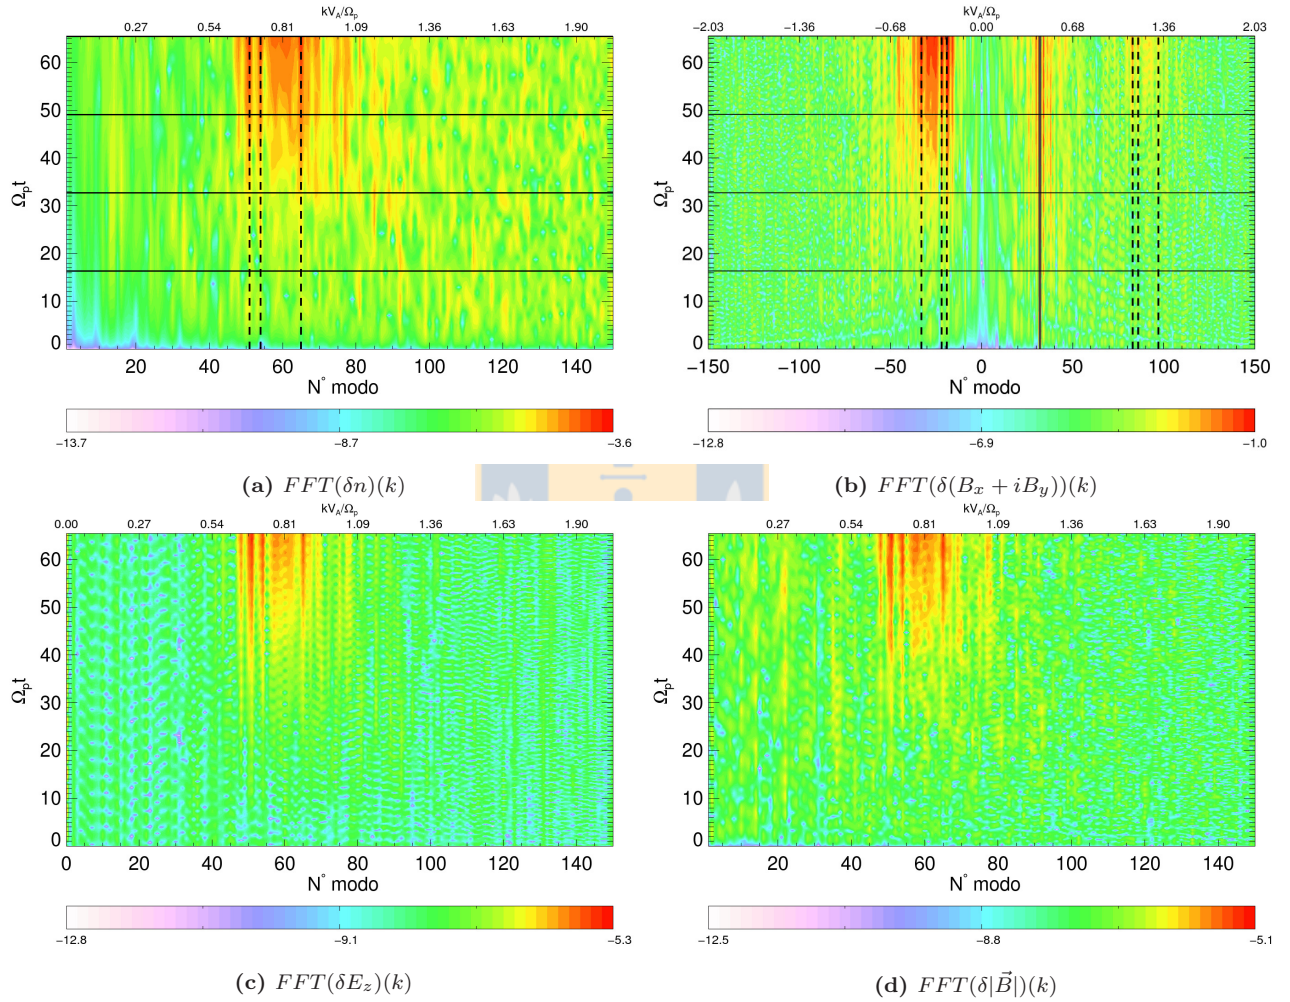 kV_A/Ω_p
0.27 0.54 0.81 1.09 1.36 1.63 1.90
Ω_pt
60
50
40
30
20
10
0
20 40 60 80 100 120 140
N° modo
−13.7 −8.7 −3.6
(a) FFT(δn)(k)
kV_A/Ω_p
−2.03 −1.36 −0.68 0.00 0.68 1.36 2.03
Ω_pt
60
50
40
30
20
10
0
−150 −100 −50 0 50 100 150
N° modo
−12.8 −6.9 −1.0
(b) FFT(δ(B_x + iB_y))(k)
kV_A/Ω_p
0.00 0.27 0.54 0.81 1.09 1.36 1.63 1.90
Ω_pt
60
50
40
30
20
10
0
0 20 40 60 80 100 120 140
N° modo
−12.8 −9.1 −5.3
(c) FFT(δE_z)(k)
kV_A/Ω_p
0.27 0.54 0.81 1.09 1.36 1.63 1.90
Ω_pt
60
50
40
30
20
10
0
20 40 60 80 100 120 140
N° modo
−12.5 −8.8 −5.1
(d) FFT(δ|B⃗|)(k)